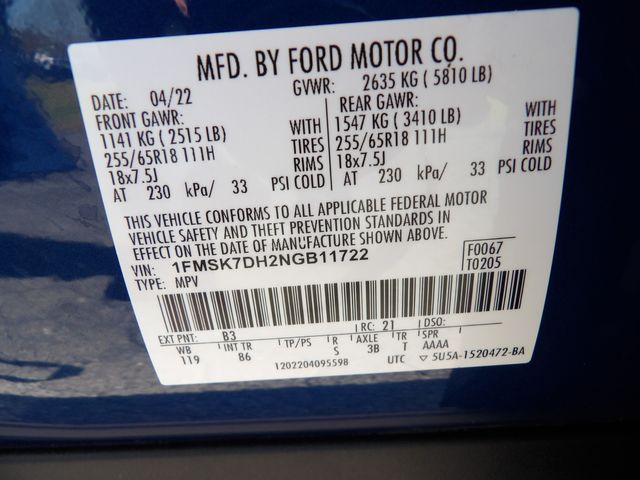 MFD. BY FORD MOTOR CO.
DATE: 04/22 GVWR: 2635 KG ( 5810 LB)
FRONT GAWR: REAR GAWR:
1141 KG ( 2515 LB) WITH 1547 KG ( 3410 LB) WITH
255/65R18 111H TIRES 255/65R18 111H TIRES
18x7.5J RIMS 18x7.5J RIMS
AT 230 kPa/ 33 PSI COLD AT 230 kPa/ 33 PSI COLD
THIS VEHICLE CONFORMS TO ALL APPLICABLE FEDERAL MOTOR
VEHICLE SAFETY AND THEFT PREVENTION STANDARDS IN
EFFECT ON THE DATE OF MANUFACTURE SHOWN ABOVE.
VIN: 1FMSK7DH2NGB11722 F0067
TYPE: MPV T0205
EXT PNT: B3 RC: 21 DSO:
WB INT TR TP/PS R AXLE TR SPR
119 86 S 3B T AAAA
1202204095598 UTC ▽ 5U5A-1520472-BA